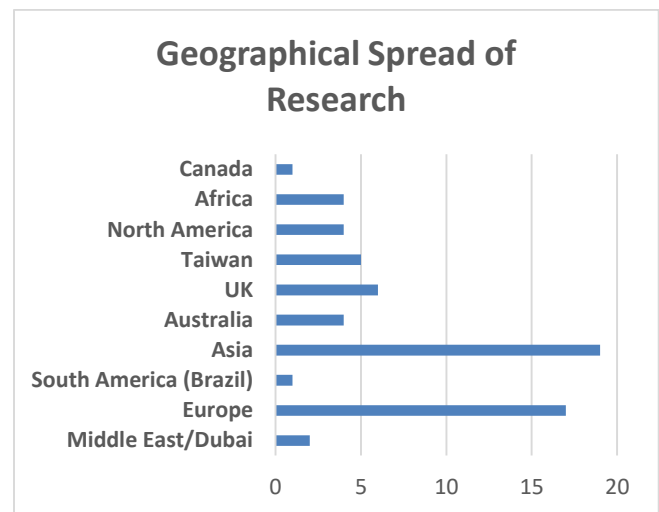 Geographical Spread of
Research
Canada
Africa
North America
Taiwan
UK
Australia
Asia
South America (Brazil)
Europe
Middle East/Dubai
0 5 10 15 20